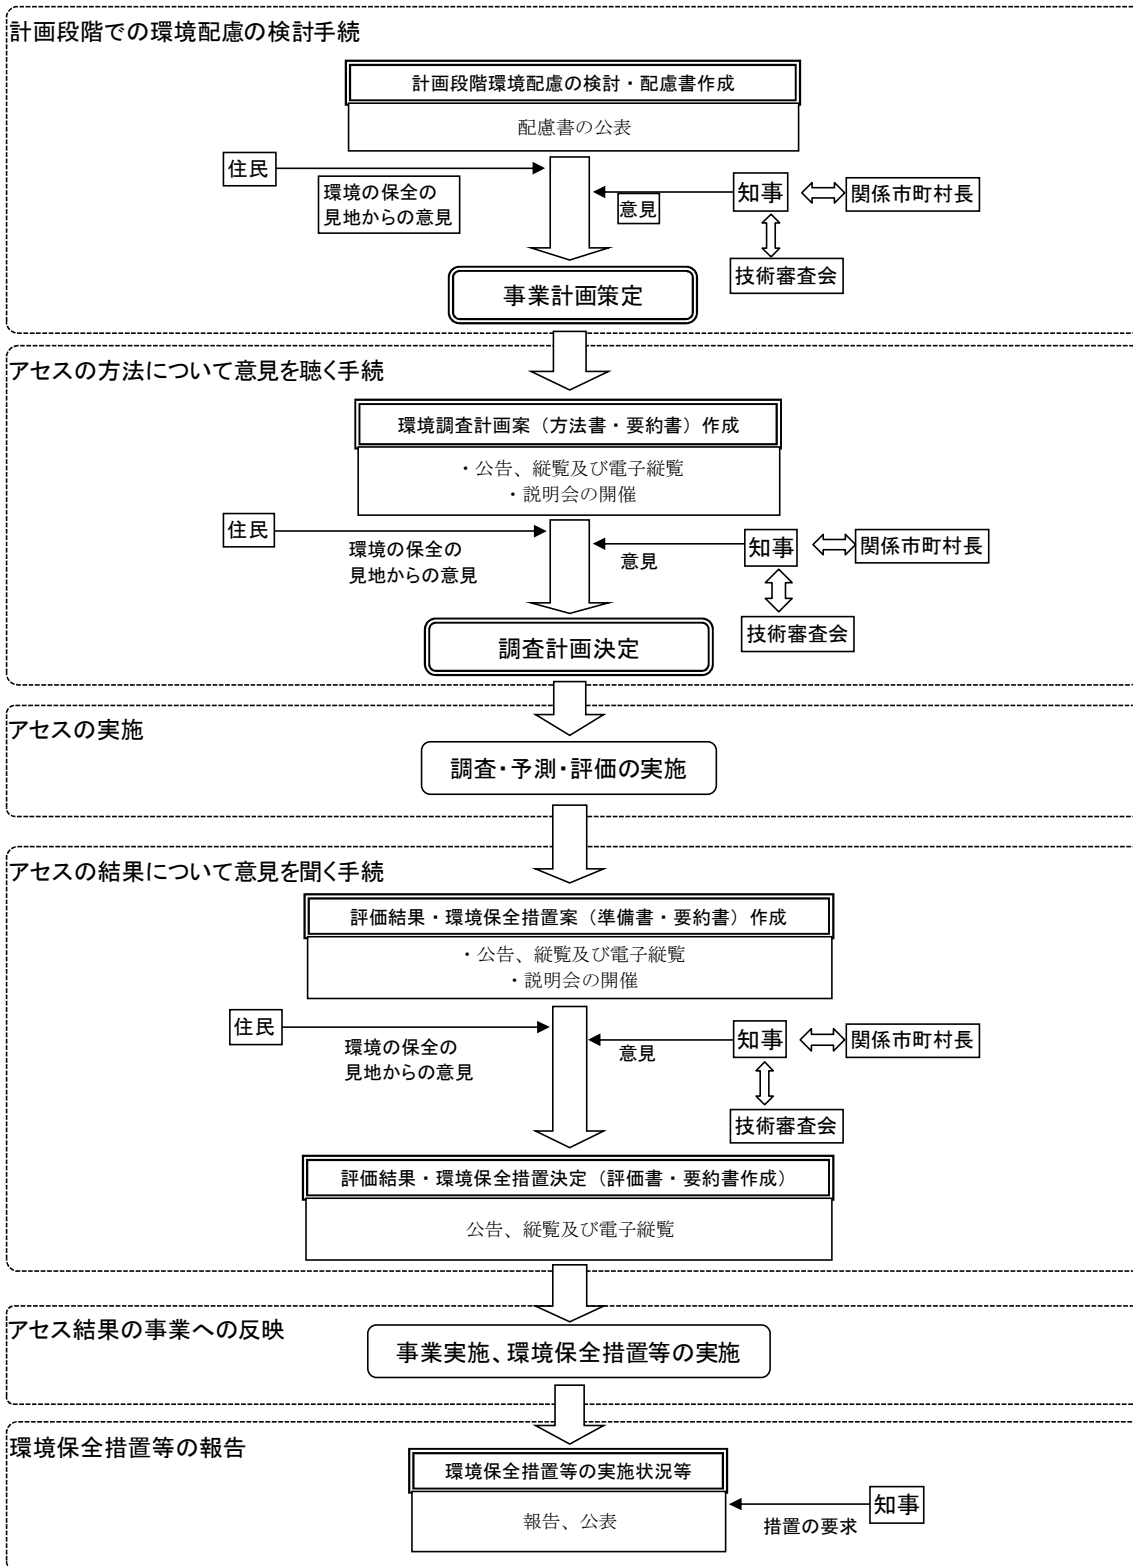 計画段階での環境配慮の検討手続
計画段階環境配慮の検討・配慮書作成
配慮書の公表
住民
環境の保全の
見地からの意見
意見
知事
関係市町村長
技術審査会
事業計画策定
アセスの方法について意見を聴く手続
環境調査計画案（方法書・要約書）作成
・公告、縦覧及び電子縦覧
・説明会の開催
住民
環境の保全の
見地からの意見
意見
知事
関係市町村長
技術審査会
調査計画決定
アセスの実施
調査・予測・評価の実施
アセスの結果について意見を聞く手続
評価結果・環境保全措置案（準備書・要約書）作成
・公告、縦覧及び電子縦覧
・説明会の開催
住民
環境の保全の
見地からの意見
意見
知事
関係市町村長
技術審査会
評価結果・環境保全措置決定（評価書・要約書作成）
公告、縦覧及び電子縦覧
アセス結果の事業への反映
事業実施、環境保全措置等の実施
環境保全措置等の報告
環境保全措置等の実施状況等
報告、公表
知事
措置の要求